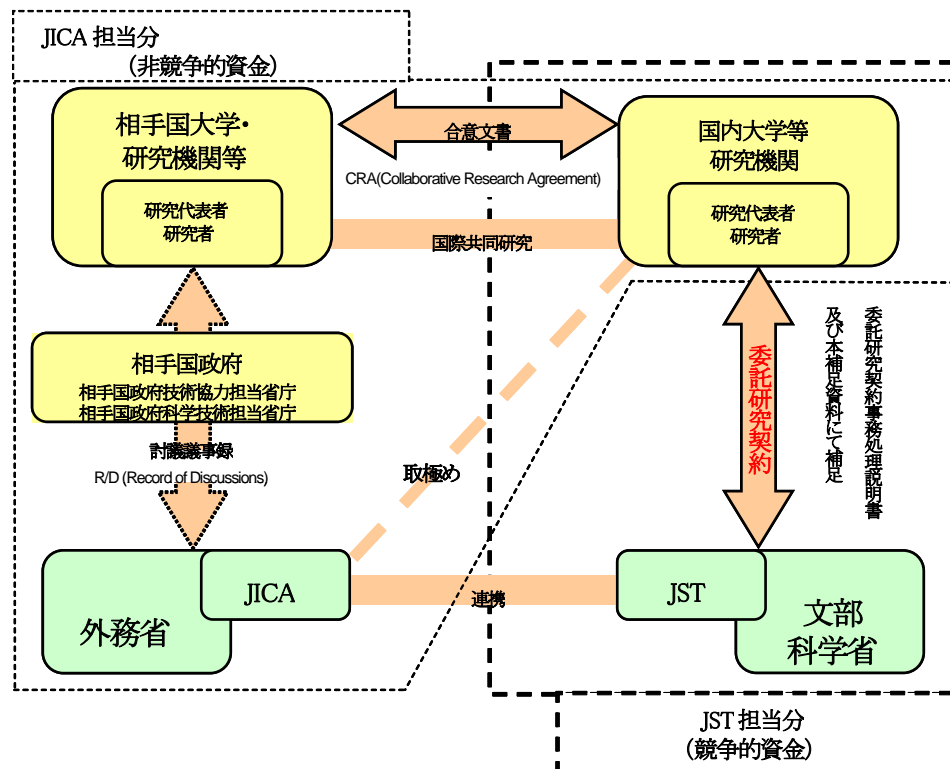 JICA 担当分
（非競争的資金）
相手国大学・
研究機関等
研究代表者
研究者
合意文書
CRA(Collaborative Research Agreement)
国際共同研究
国内大学等
研究機関
研究代表者
研究者
相手国政府
相手国政府技術協力担当省庁
相手国政府科学技術担当省庁
討議議事録
R/D (Record of Discussions)
取極め
委託研究契約
委託研究契約事務処理説明書
及び本補足資料にて補足
外務省
JICA
連携
JST
文部
科学省
JST 担当分
（競争的資金）